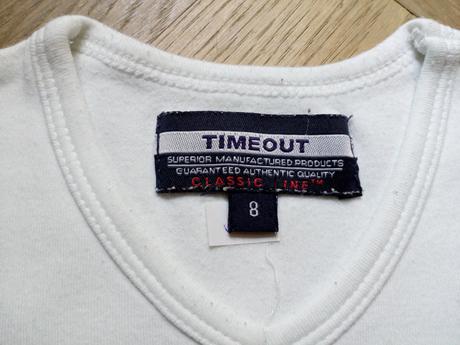 TIMEOUT
SUPERIOR MANUFACTURED PRODUCTS
GUARANTEED AUTHENTIC QUALITY
CLASSIC LINE™
8